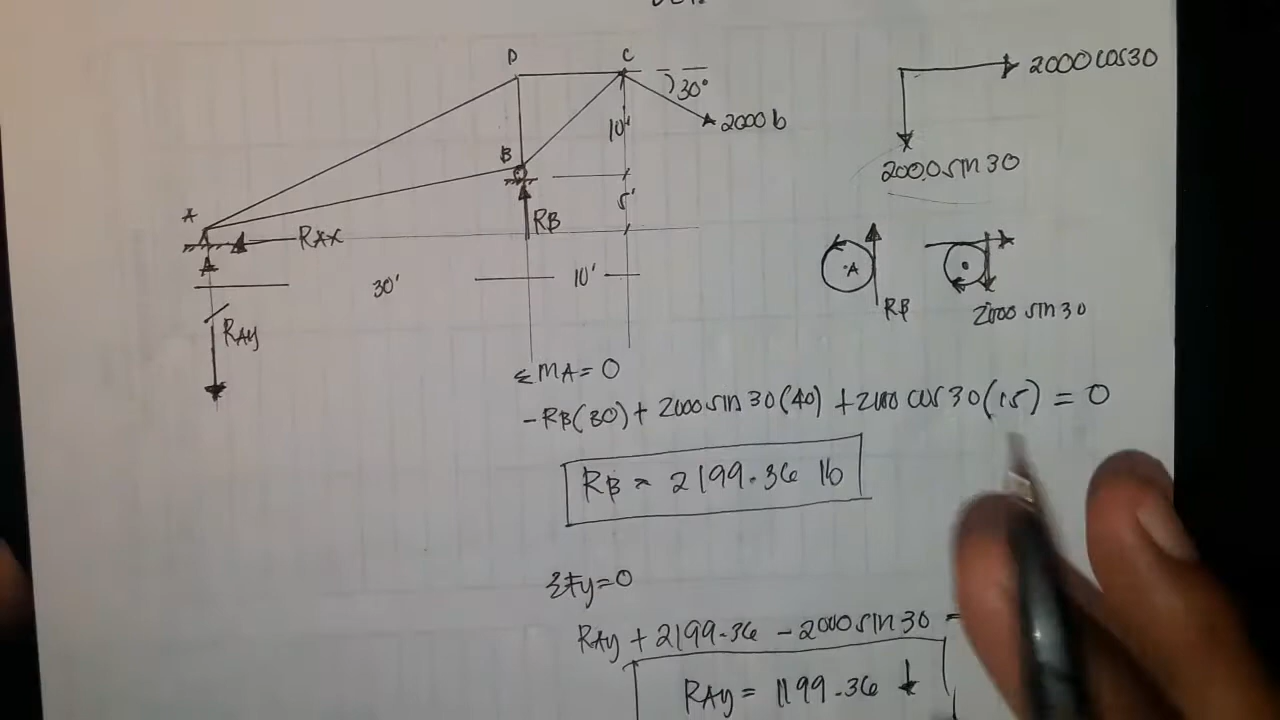 D
C
30°
2000 b
10'
B
5'
RB
A
RAX
30'
10'
RAY
2000 cos 30
2000 sin 30
A
RB
2000 sin 30
ΣMA = 0
-RB(30) + 2000 sin 30 (40) + 2000 cos 30 (15) = 0
RB = 2199.36 lb
ΣFy = 0
RAY + 2199.36 - 2000 sin 30 =
RAY = 1199.36 ↓